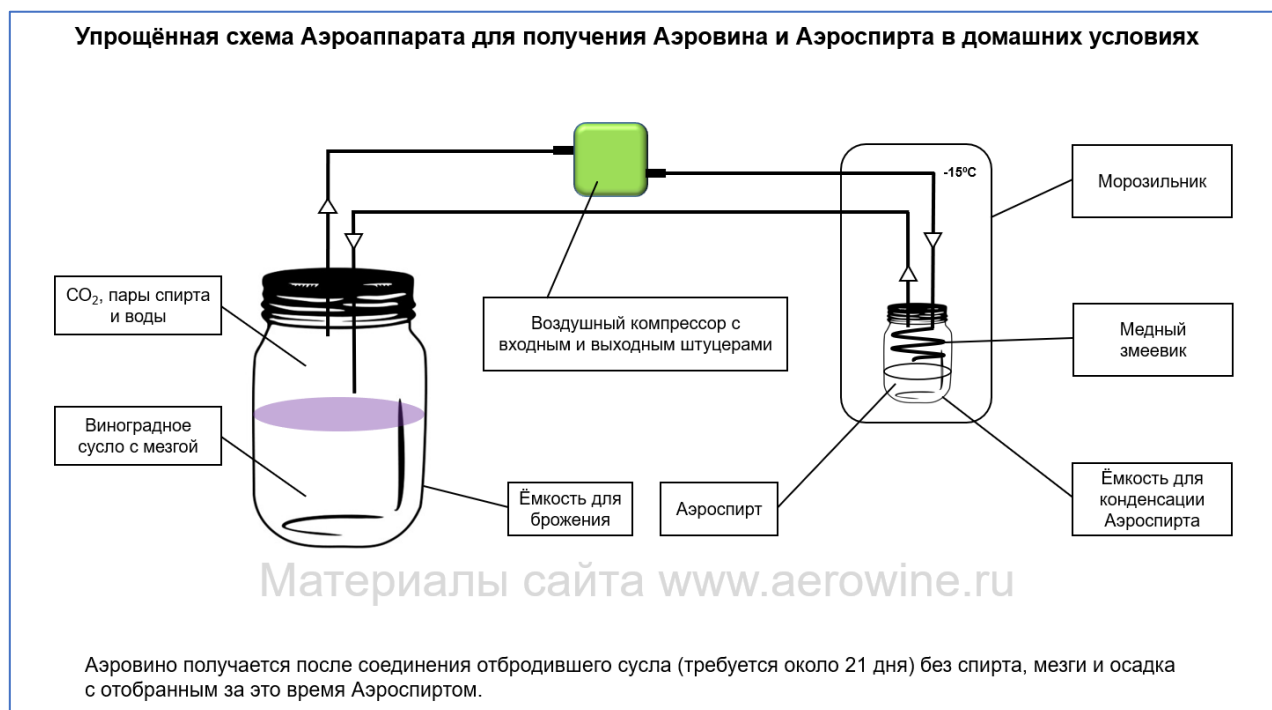 Упрощённая схема Аэроаппарата для получения Аэровина и Аэроспирта в домашних условиях
-15ºC
Морозильник
CO₂, пары спирта
и воды
Воздушный компрессор с
входным и выходным штуцерами
Медный
змеевик
Виноградное
сусло с мезгой
Ёмкость для
брожения
Аэроспирт
Ёмкость для
конденсации
Аэроспирта
Материалы сайта www.aerowine.ru
Аэровино получается после соединения отбродившего сусла (требуется около 21 дня) без спирта, мезги и осадка
с отобранным за это время Аэроспиртом.